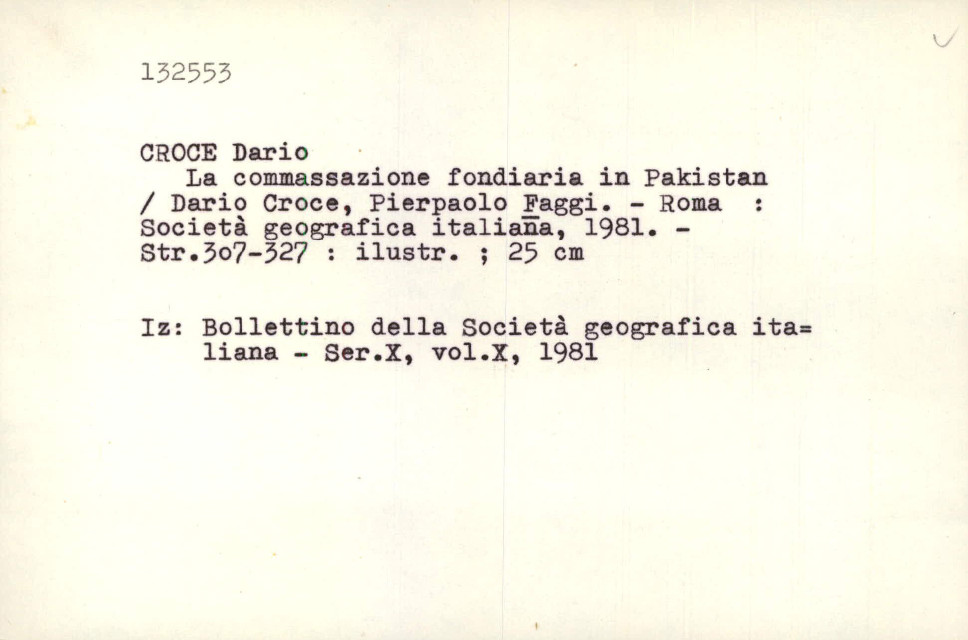 132553
CROCE Dario
La commassazione fondiaria in Pakistan
/ Dario Croce, Pierpaolo Faggi. - Roma :
Società geografica italiana, 1981. -
Str.3o7-327 : ilustr. ; 25 cm
Iz: Bollettino della Società geografica ita=
liana - Ser.X, vol.X, 1981